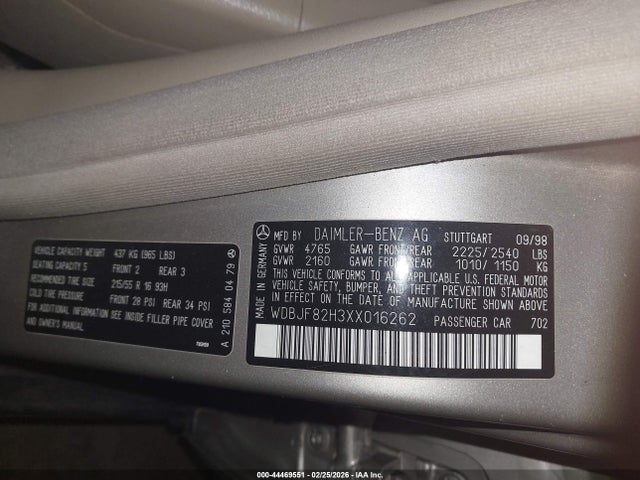 VEHICLE CAPACITY WEIGHT 437 KG (965 LBS)
SEATING CAPACITY 5 FRONT 2 REAR 3
TIRE SIZE 215/55 R 16 93H
COLD TIRE PRESSURE FRONT 28 PSI REAR 34 PSI
FOR ADDITIONAL INFORMATION SEE INSIDE FILLER PIPE COVER
AND OWNER'S MANUAL
A 210 584 04 79
MFD BY DAIMLER-BENZ AG STUTTGART 09/98
GVWR 4765 GAWR FRONT/REAR 2225/2540 LBS
GVWR 2160 GAWR FRONT/REAR 1010/1150 KG
THIS VEHICLE CONFORMS TO ALL APPLICABLE U.S. FEDERAL MOTOR
VEHICLE SAFETY, BUMPER, AND THEFT PREVENTION STANDARDS
IN EFFECT ON THE DATE OF MANUFACTURE SHOWN ABOVE
WDBJF82H3XX016262 PASSENGER CAR 702
000-44469551 - 02/25/2026 - IAA Inc.